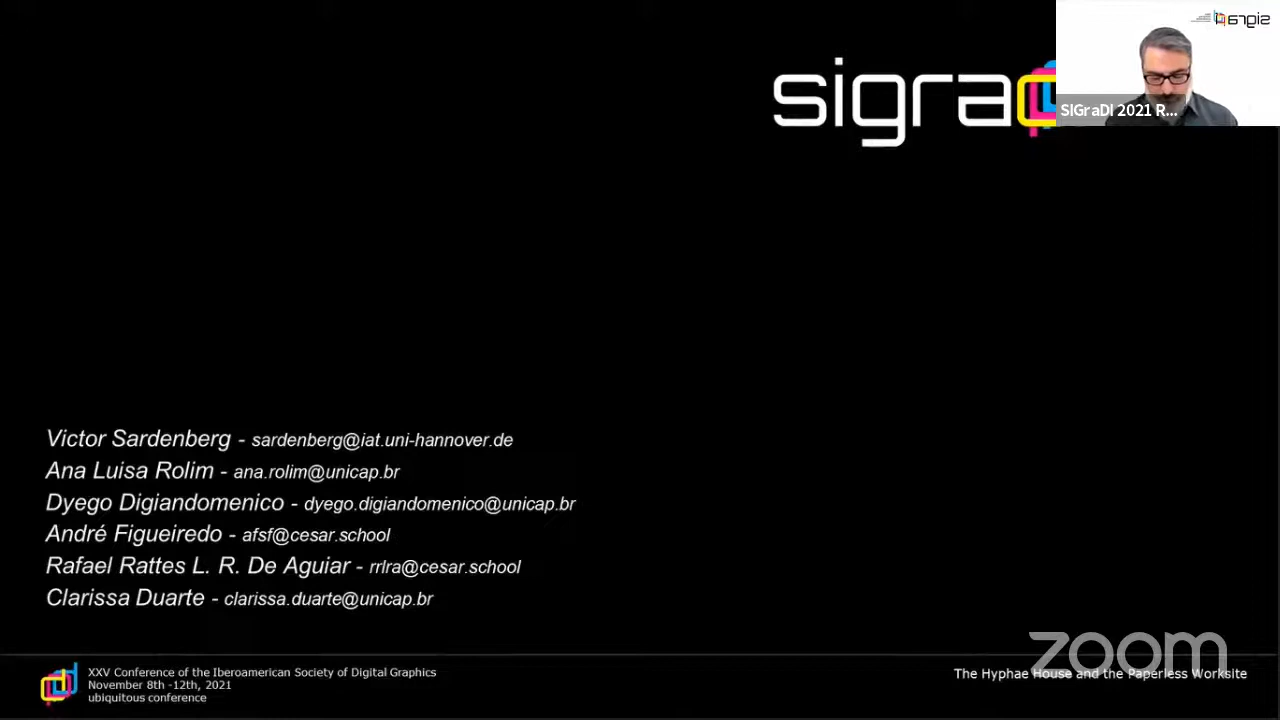 sigra
SIGraDI 2021 R...
Victor Sardenberg - sardenberg@iat.uni-hannover.de
Ana Luisa Rolim - ana.rolim@unicap.br
Dyego Digiandomenico - dyego.digiandomenico@unicap.br
André Figueiredo - afsf@cesar.school
Rafael Rattes L. R. De Aguiar - rrlra@cesar.school
Clarissa Duarte - clarissa.duarte@unicap.br
zoom
XXV Conference of the Iberoamerican Society of Digital Graphics
November 8th -12th, 2021
ubiquitous conference
The Hyphae House and the Paperless Worksite